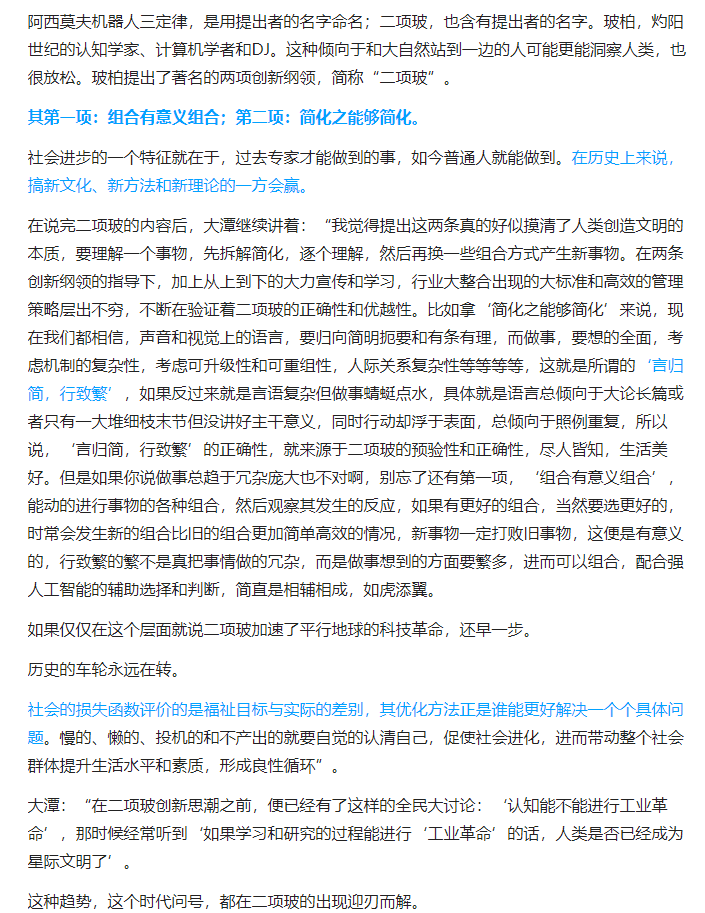 阿西莫夫机器人三定律，是用提出者的名字命名；二项玻，也含有提出者的名字。玻柏，灼阳
世纪的认知学家、计算机学者和DJ。这种倾向于和大自然站到一边的人可能更能洞察人类，也
很放松。玻柏提出了著名的两项创新纲领，简称“二项玻”。
其第一项：组合有意义组合；第二项：简化之能够简化。
社会进步的一个特征就在于，过去专家才能做到的事，如今普通人就能做到。在历史上来说，
搞新文化、新方法和新理论的一方会赢。
在说完二项玻的内容后，大潭继续讲着：“我觉得提出这两条真的好似摸清了人类创造文明的
本质，要理解一个事物，先拆解简化，逐个理解，然后再换一些组合方式产生新事物。在两条
创新纲领的指导下，加上从上到下的大力宣传和学习，行业大整合出现的大标准和高效的管理
策略层出不穷，不断在验证着二项玻的正确性和优越性。比如拿‘简化之能够简化’来说，现
在我们都相信，声音和视觉上的语言，要归向简明扼要和有条有理，而做事，要想的全面，考
虑机制的复杂性，考虑可升级性和可重组性，人际关系复杂性等等等等，这就是所谓的‘言归
简，行致繁’，如果反过来就是言语复杂但做事蜻蜓点水，具体就是语言总倾向于大论长篇或
者只有一大堆细枝末节但没讲好主干意义，同时行动却浮于表面，总倾向于照例重复，所以
说，‘言归简，行致繁’的正确性，就来源于二项玻的预验性和正确性，尽人皆知，生活美
好。但是如果你说做事总趋于冗杂庞大也不对啊，别忘了还有第一项，‘组合有意义组合’，
能动的进行事物的各种组合，然后观察其发生的反应，如果有更好的组合，当然要选更好的，
时常会发生新的组合比旧的组合更加简单高效的情况，新事物一定打败旧事物，这便是有意义
的，行致繁的繁不是真把事情做的冗杂，而是做事想到的方面要繁多，进而可以组合，配合强
人工智能的辅助选择和判断，简直是相辅相成，如虎添翼。
如果仅仅在这个层面就说二项玻加速了平行地球的科技革命，还早一步。
历史的车轮永远在转。
社会的损失函数评价的是福祉目标与实际的差别，其优化方法正是谁能更好解决一个个具体问
题。慢的、懒的、投机的和不产出的就要自觉的认清自己，促使社会进化，进而带动整个社会
群体提升生活水平和素质，形成良性循环”。
大潭：“在二项玻创新思潮之前，便已经有了这样的全民大讨论：‘认知能不能进行工业革
命’，那时候经常听到‘如果学习和研究的过程能进行‘工业革命’的话，人类是否已经成为
星际文明了’。
这种趋势，这个时代问号，都在二项玻的出现迎刃而解。